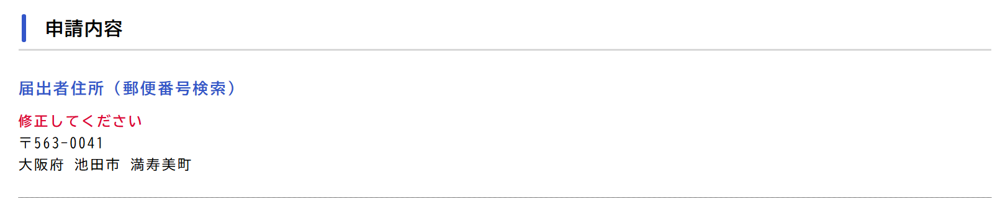 申請内容
届出者住所（郵便番号検索）
修正してください
〒563-0041
大阪府 池田市 満寿美町